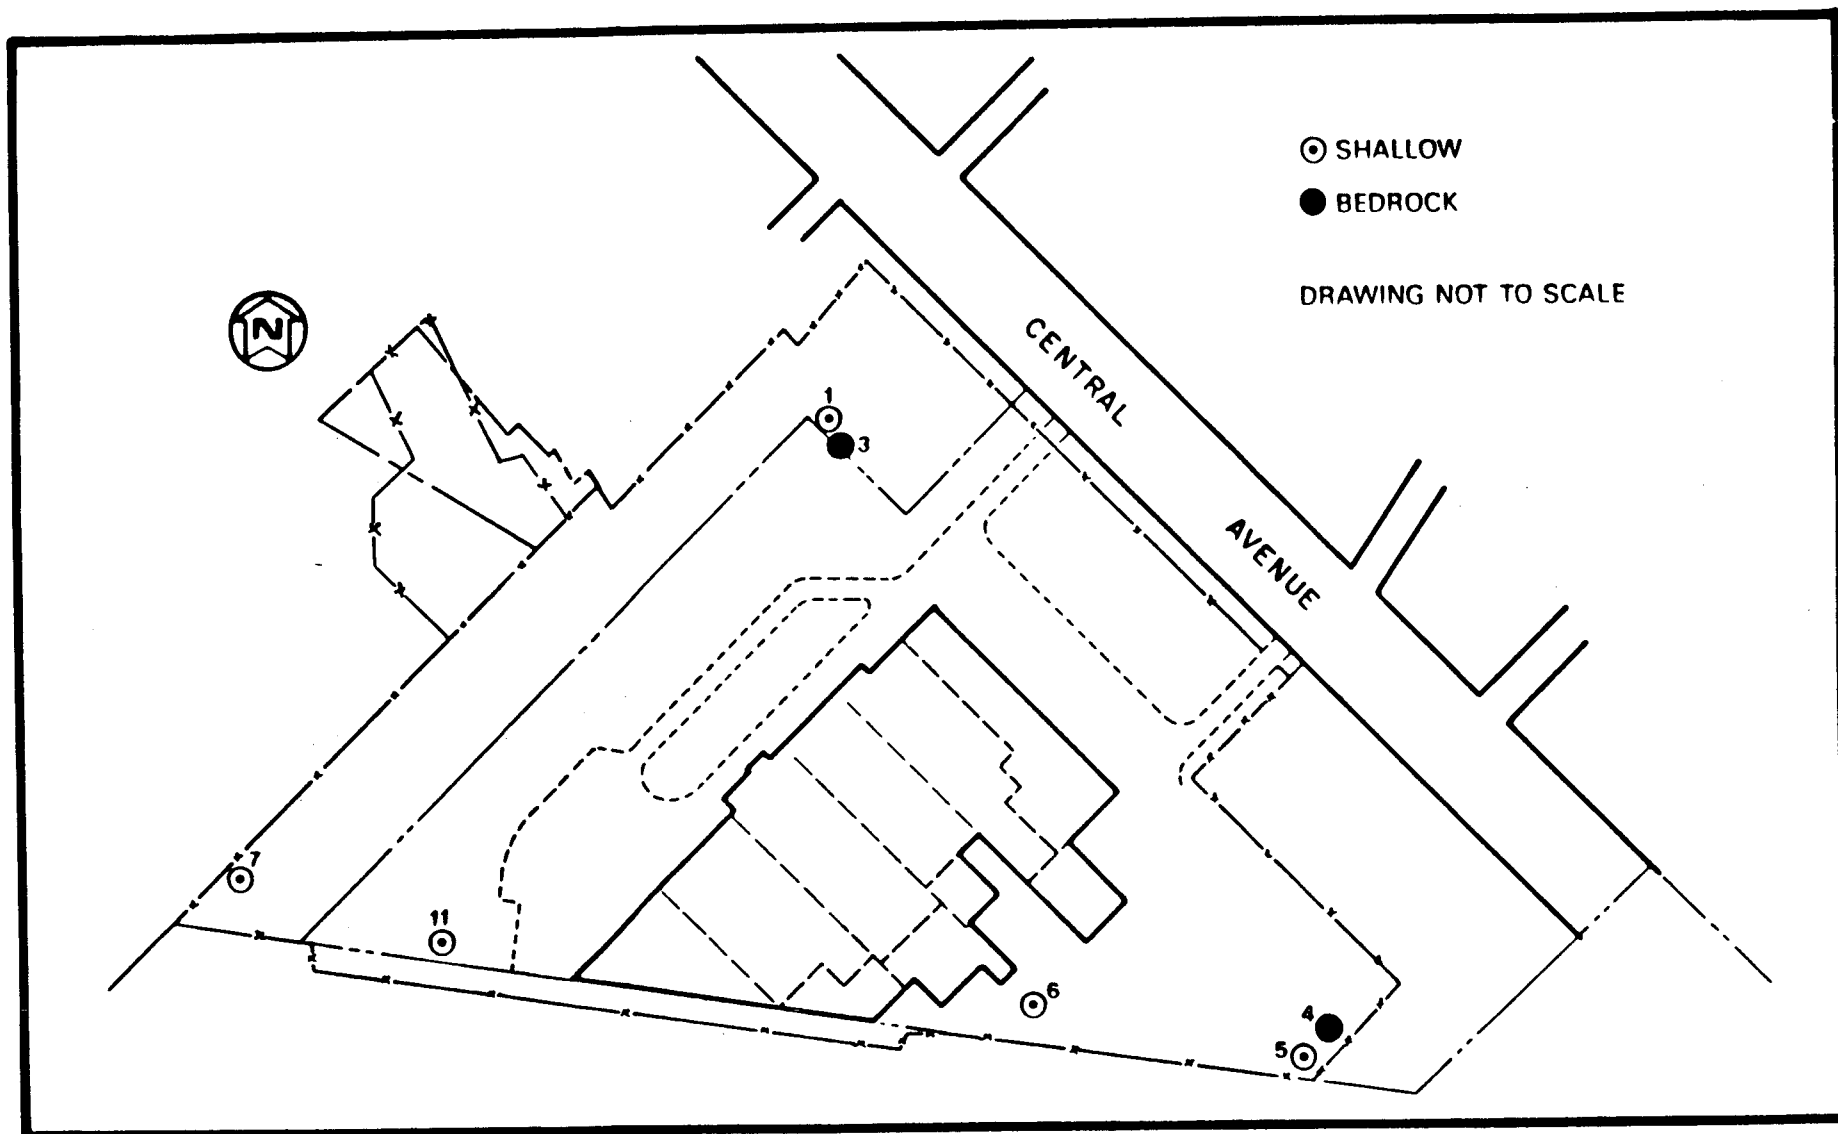 SHALLOW
BEDROCK
DRAWING NOT TO SCALE
N
CENTRAL
AVENUE
1
3
7
11
6
4
5